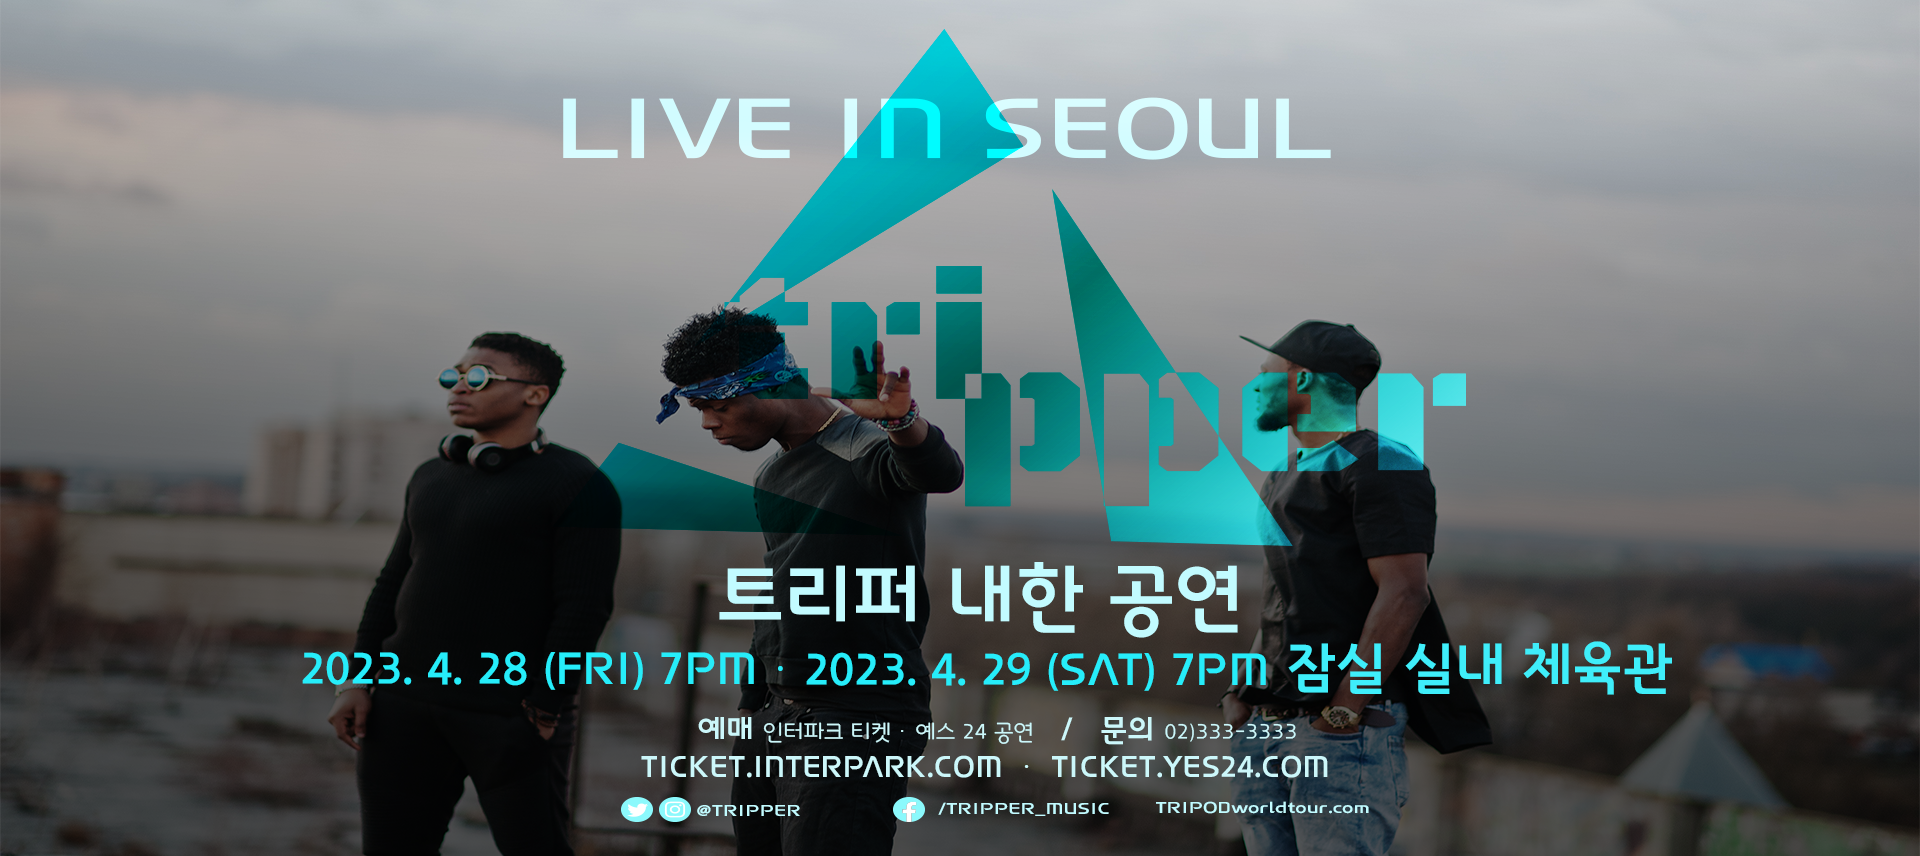 LIVE IN SEOUL
tripper
트리퍼 내한 공연
2023. 4. 28 (FRI) 7PM · 2023. 4. 29 (SAT) 7PM 잠실 실내 체육관
예매 인터파크 티켓 · 예스 24 공연 / 문의 02)333-3333
TICKET.INTERPARK.COM · TICKET.YES24.COM
@TRIPPER /TRIPPER_MUSIC TRIPODworldtour.com